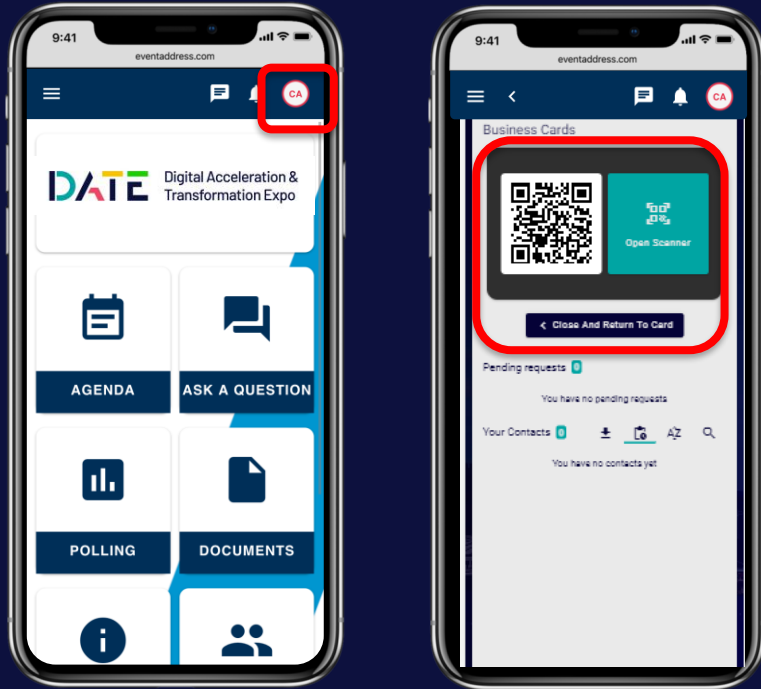 9:41
eventaddress.com
CA
DATE
Digital Acceleration &
Transformation Expo
AGENDA
ASK A QUESTION
POLLING
DOCUMENTS
9:41
eventaddress.com
CA
Business Cards
Open Scanner
< Close And Return To Card
Pending requests 0
You have no pending requests
Your Contacts 0 AZ
You have no contacts yet